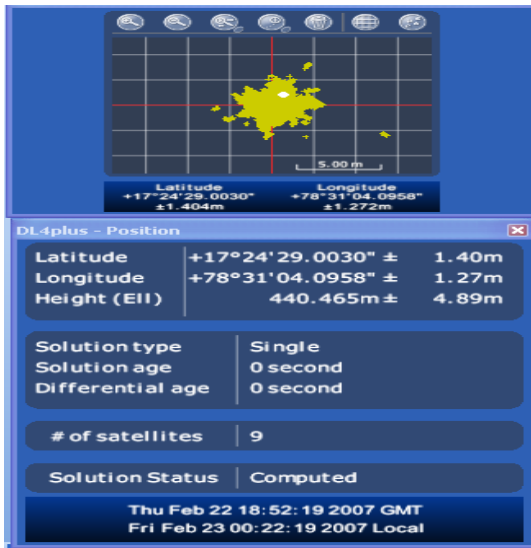 5.00 m
Latitude Longitude
+17°24'29.0030" +78°31'04.0958"
±1.404m ±1.272m
DL4plus - Position
Latitude +17°24'29.0030" ± 1.40m
Longitude +78°31'04.0958" ± 1.27m
Height (Ell) 440.465m ± 4.89m
Solution type Single
Solution age 0 second
Differential age 0 second
# of satellites 9
Solution Status Computed
Thu Feb 22 18:52:19 2007 GMT
Fri Feb 23 00:22:19 2007 Local